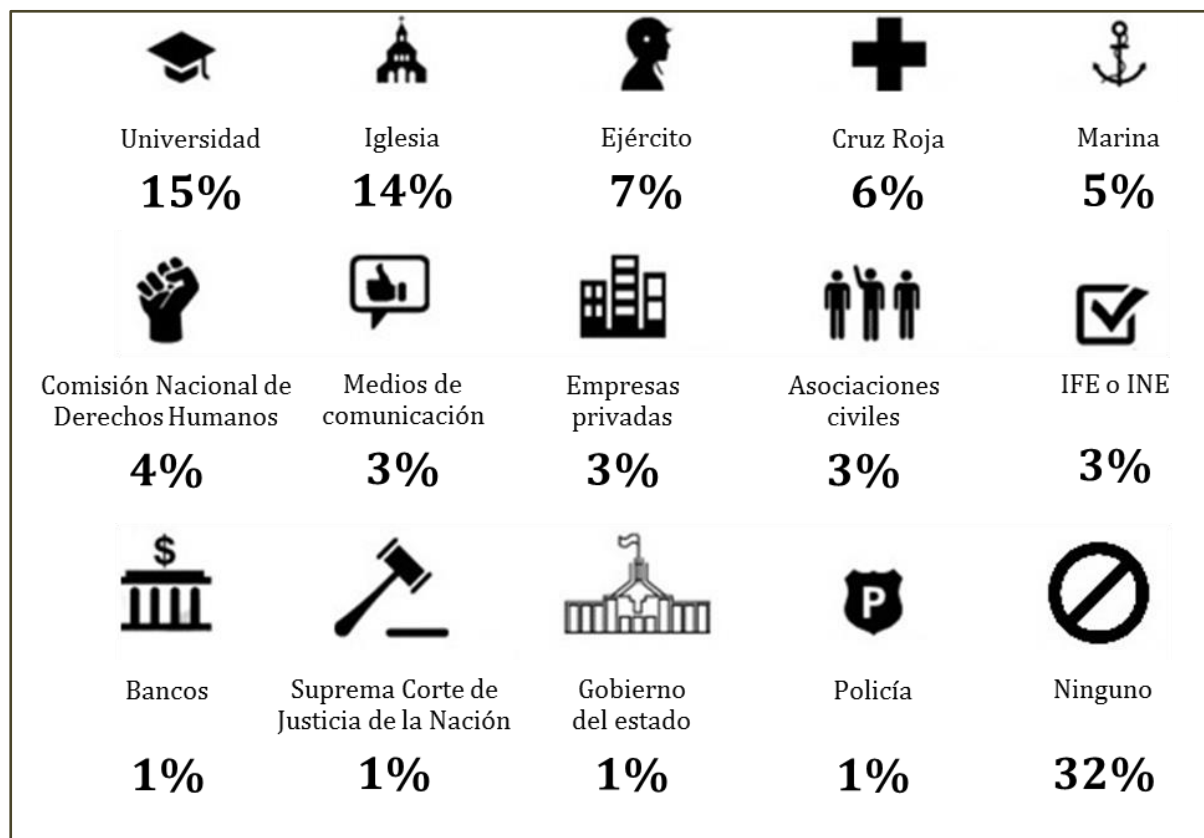 Universidad
15%
Iglesia
14%
Ejército
7%
Cruz Roja
6%
Marina
5%
Comisión Nacional de
Derechos Humanos
4%
Medios de
comunicación
3%
Empresas
privadas
3%
Asociaciones
civiles
3%
IFE o INE
3%
$
Bancos
1%
Suprema Corte de
Justicia de la Nación
1%
Gobierno
del estado
1%
P
Policía
1%
Ninguno
32%